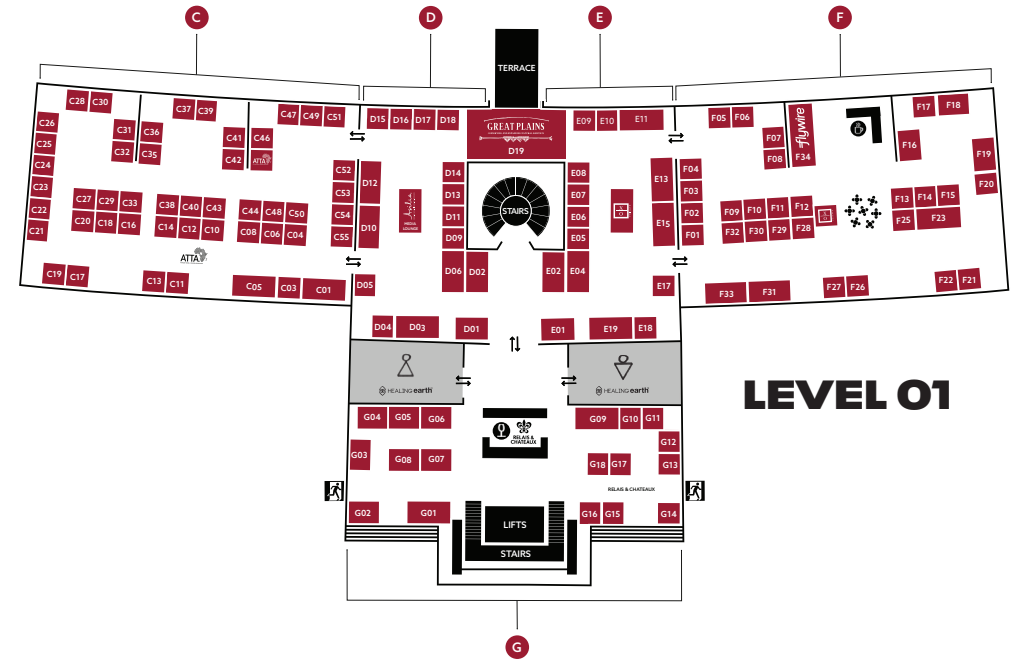 C
D
E
F
TERRACE
C28 C30
C37 C39
C47 C49 C51
D15 D16 D17 D18
GREAT PLAINS
D19
E09 E10 E11
F05 F06
F17 F18
C26
C25
C24
C23
C22
C21
C31
C32
C36
C35
C41
C42
C46
ATTA
C52
C53
C54
C55
D12
D10
MEDIA
LOUNGE
D14
D13
D11
D09
STAIRS
E08
E07
E06
E05
E13
E15
F04
F03
F02
F01
F07
F08
flywire
F34
F16
F19
F20
C27 C29 C33
C20 C18 C16
C38 C40 C43
C14 C12 C10
C44 C48 C50
C08 C06 C04
F09 F10 F11 F12
F32 F30 F29 F28
F13 F14 F15
F25 F23
ATTA
C19 C17
C13 C11
C05 C03 C01
D05
D06 D02
E02 E04
E17
F33 F31
F27 F26
F22 F21
D04 D03 D01
E01 E19 E18
HEALING earth
HEALING earth
LEVEL 01
G04 G05 G06
RELAIS &
CHATEAUX
G09 G10 G11
G12
G13
G03
G08 G07
G18 G17
RELAIS & CHATEAUX
G02
G01
LIFTS
STAIRS
G16 G15
G14
G